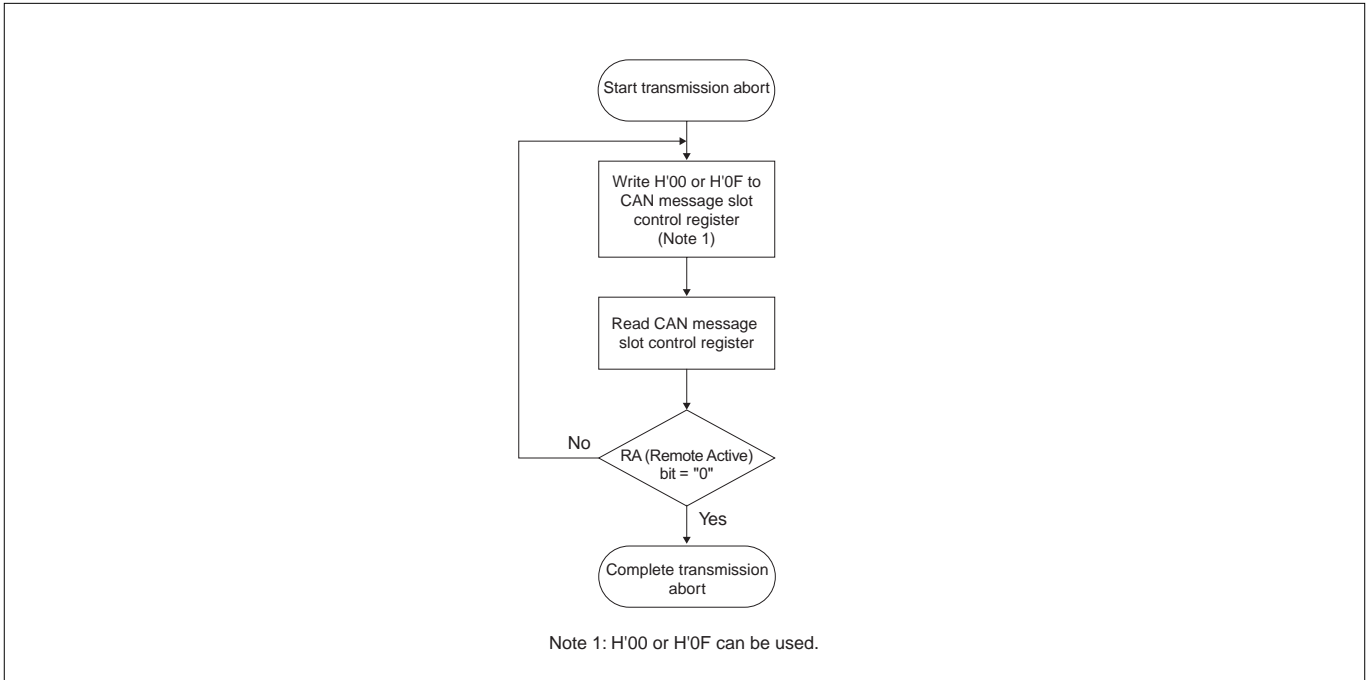 Start transmission abort
Write H'00 or H'0F to
CAN message slot
control register
(Note 1)
Read CAN message
slot control register
No
RA (Remote Active)
bit = "0"
Yes
Complete transmission
abort
Note 1: H'00 or H'0F can be used.